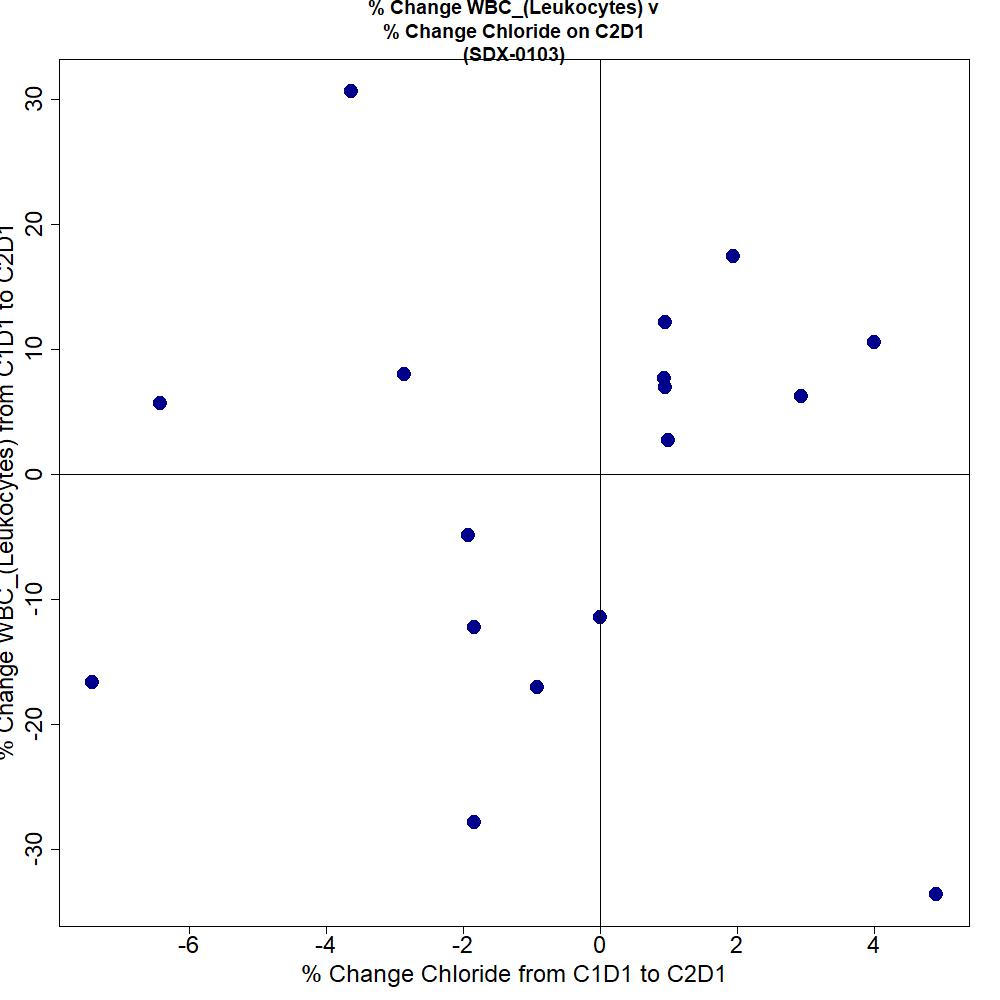 % Change WBC_(Leukocytes) v
% Change Chloride on C2D1
(SDX-0103)
% Change WBC_(Leukocytes) from C1D1 to C2D1
30
20
10
0
-10
-20
-30
-6
-4
-2
0
2
4
% Change Chloride from C1D1 to C2D1